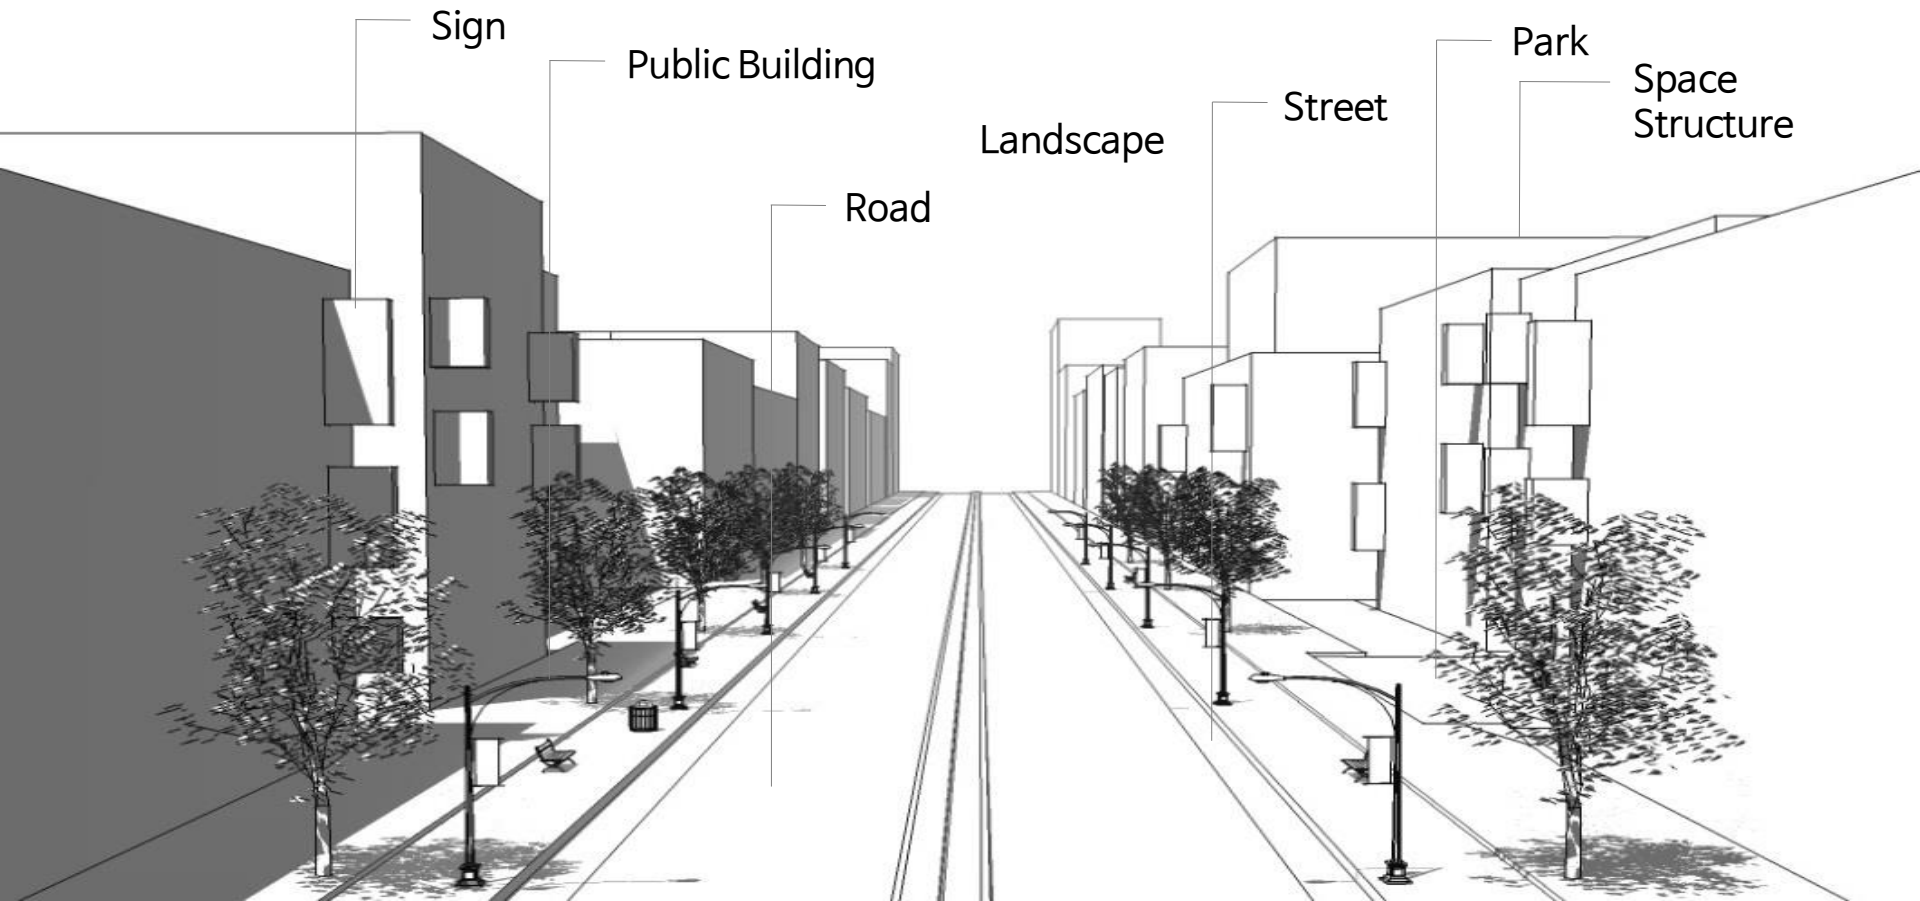 Sign
Public Building
Park
Space
Structure
Street
Landscape
Road